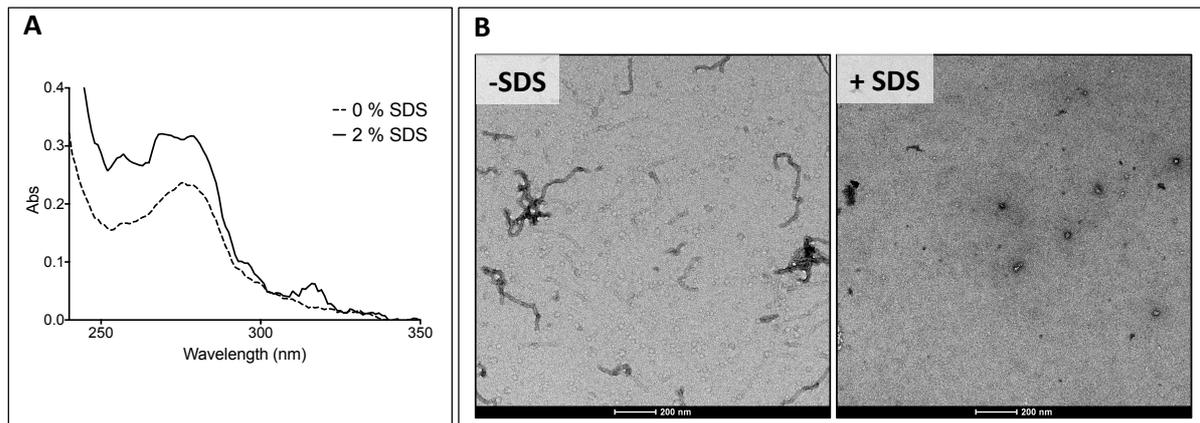 A
0.4
0.3
0.2
0.1
0.0
Abs
250
300
350
Wavelength (nm)
0 % SDS
2 % SDS
B
-SDS
200 nm
+ SDS
200 nm